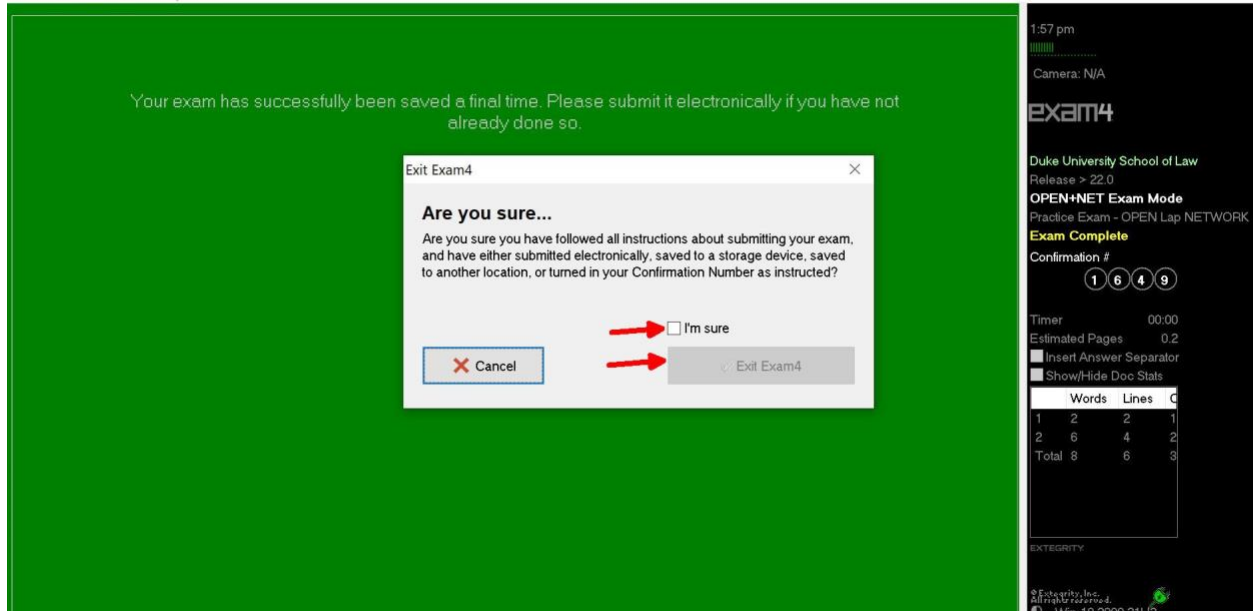 Your exam has successfully been saved a final time. Please submit it electronically if you have not
already done so.
Exit Exam4
Are you sure...
Are you sure you have followed all instructions about submitting your exam,
and have either submitted electronically, saved to a storage device, saved
to another location, or turned in your Confirmation Number as instructed?
I'm sure
Cancel
Exit Exam4
1:57 pm
Camera: N/A
exam4
Duke University School of Law
Release > 22.0
OPEN+NET Exam Mode
Practice Exam - OPEN Lap NETWORK
Exam Complete
Confirmation #
1 6 4 9
Timer 00:00
Estimated Pages 0.2
Insert Answer Separator
Show/Hide Doc Stats
Words Lines
1 2 2 1
2 6 4 2
Total 8 6 3
EXTEGRITY
© Extegrity, Inc.
All rights reserved.